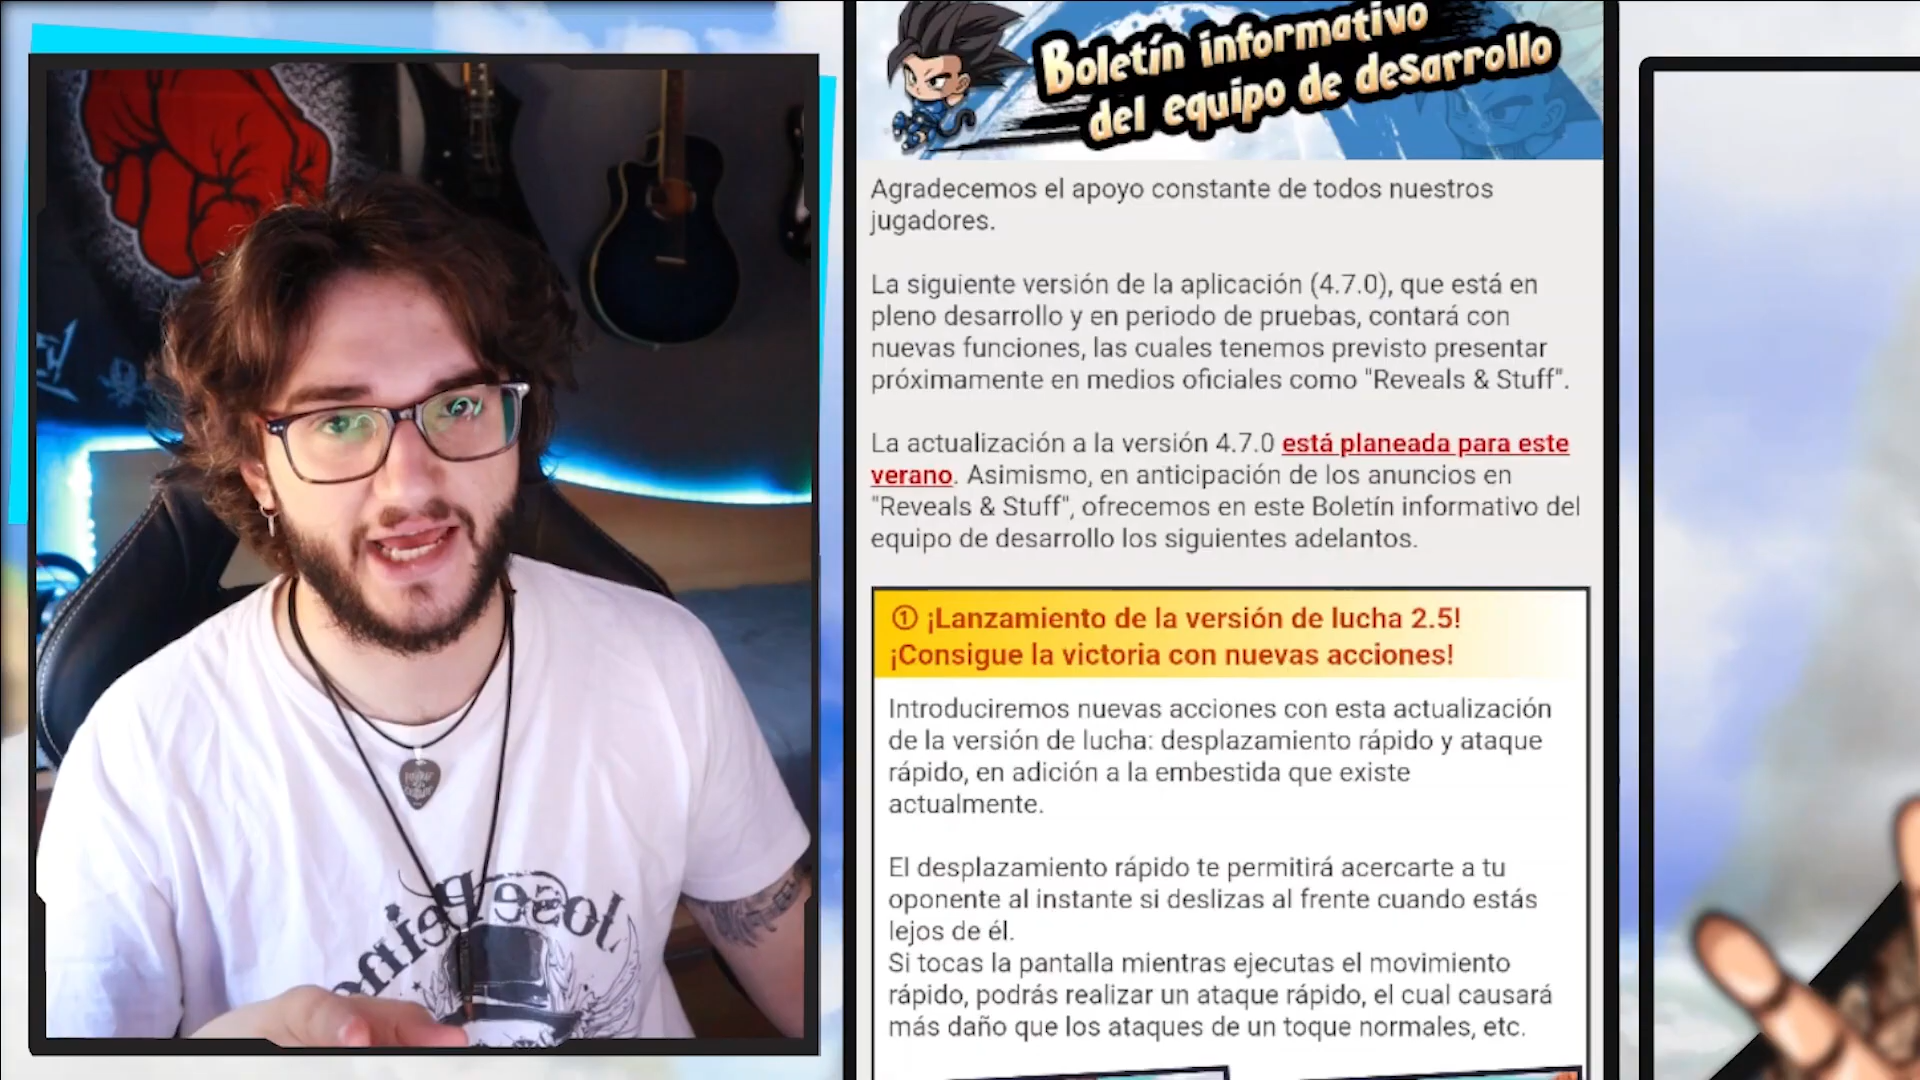 Boletín informativo
del equipo de desarrollo
Agradecemos el apoyo constante de todos nuestros
jugadores.
La siguiente versión de la aplicación (4.7.0), que está en
pleno desarrollo y en periodo de pruebas, contará con
nuevas funciones, las cuales tenemos previsto presentar
próximamente en medios oficiales como "Reveals & Stuff".
La actualización a la versión 4.7.0 está planeada para este
verano. Asimismo, en anticipación de los anuncios en
"Reveals & Stuff", ofrecemos en este Boletín informativo del
equipo de desarrollo los siguientes adelantos.
① ¡Lanzamiento de la versión de lucha 2.5!
¡Consigue la victoria con nuevas acciones!
Introduciremos nuevas acciones con esta actualización
de la versión de lucha: desplazamiento rápido y ataque
rápido, en adición a la embestida que existe
actualmente.
El desplazamiento rápido te permitirá acercarte a tu
oponente al instante si deslizas al frente cuando estás
lejos de él.
Si tocas la pantalla mientras ejecutas el movimiento
rápido, podrás realizar un ataque rápido, el cual causará
más daño que los ataques de un toque normales, etc.